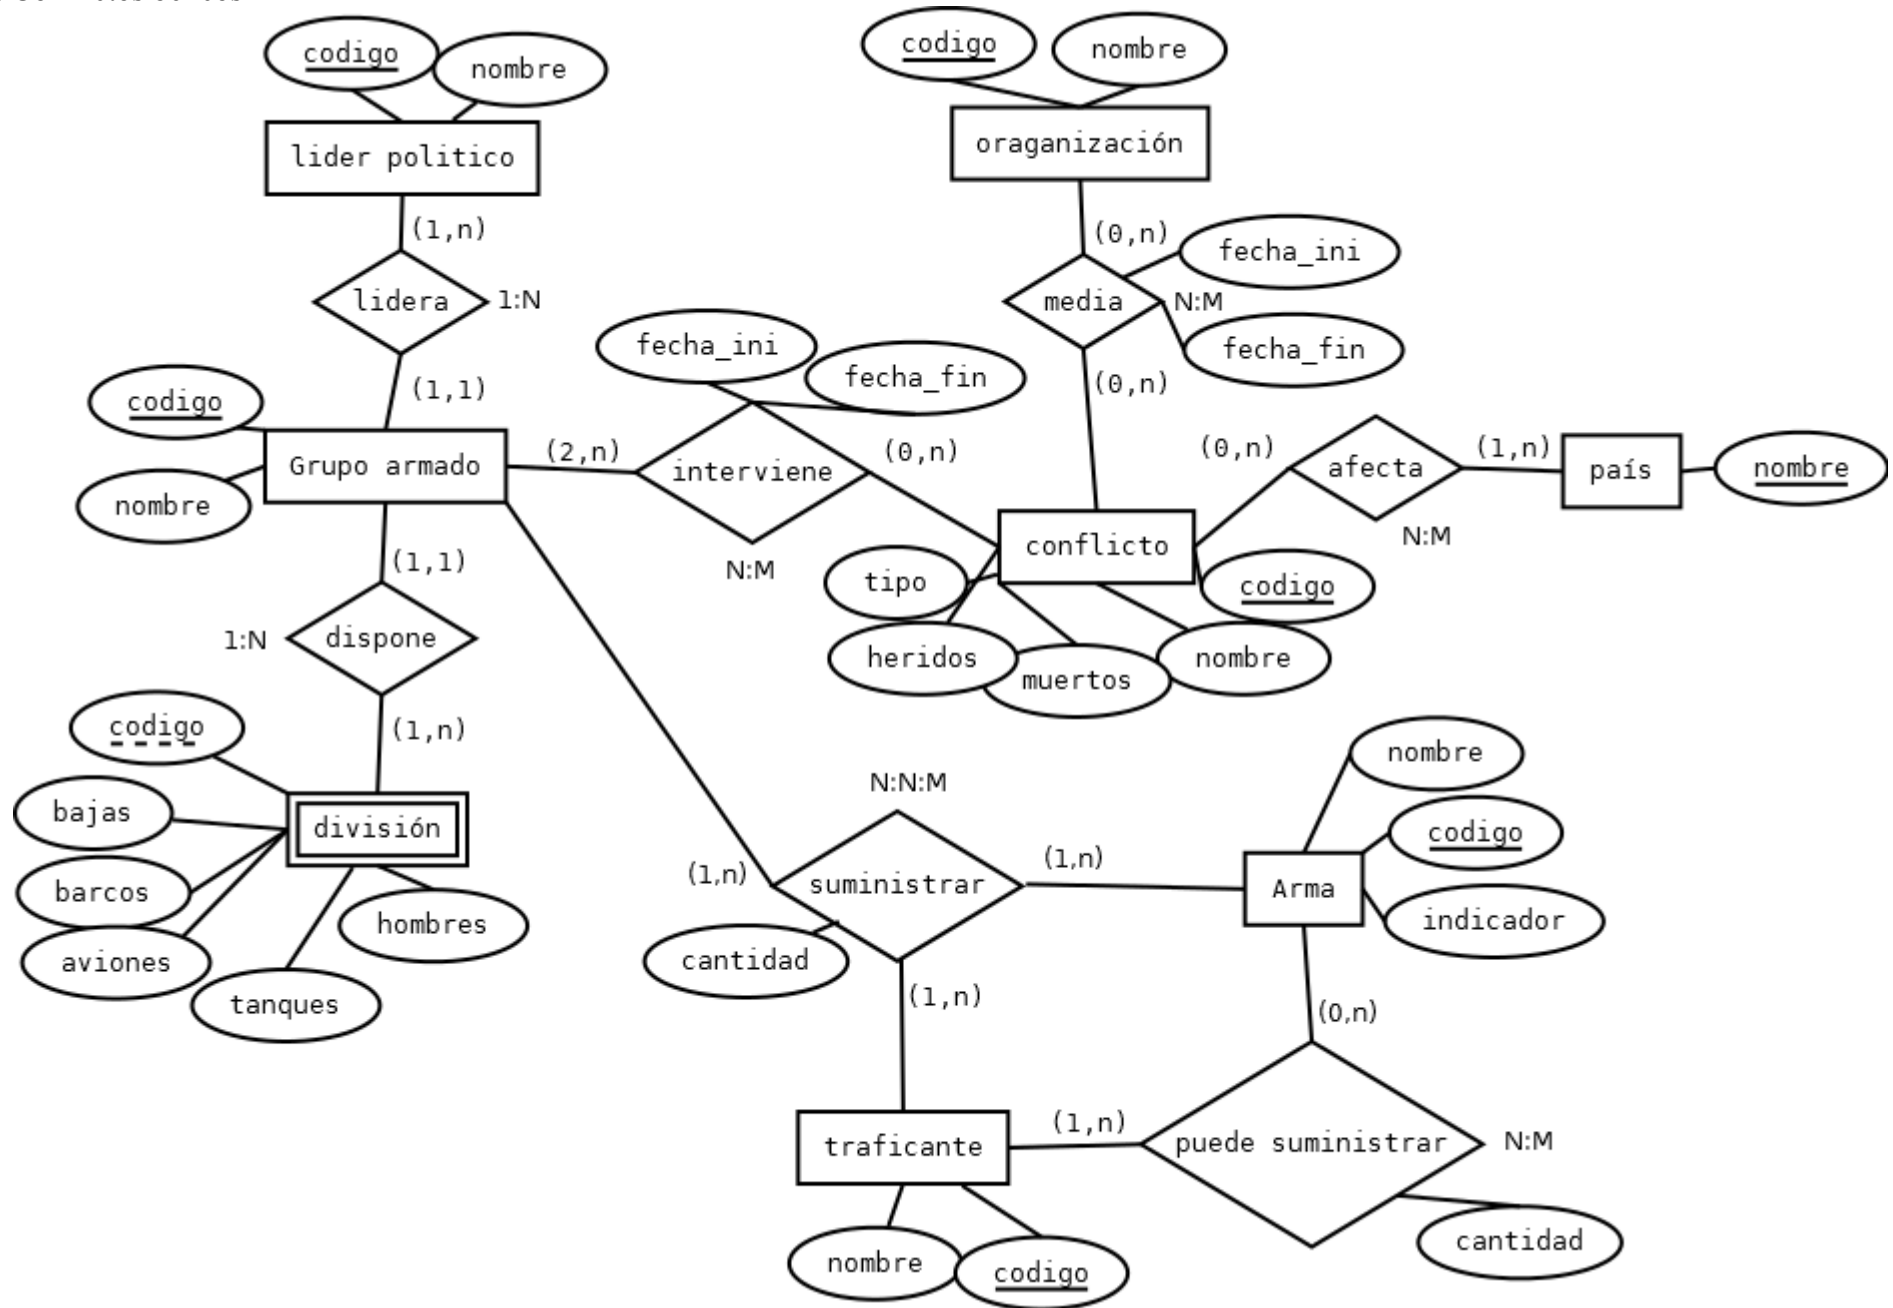 codigo
nombre
lider politico
(1,n)
lidera
1:N
(1,1)
codigo
nombre
Grupo armado
(1,1)
dispone
1:N
(1,n)
codigo
bajas
barcos
aviones
tanques
hombres
división
(2,n)
interviene
fecha_ini
fecha_fin
N:M
(0,n)
codigo
nombre
oraganización
(0,n)
media
N:M
fecha_ini
fecha_fin
(0,n)
conflicto
tipo
heridos
muertos
nombre
codigo
(0,n)
afecta
N:M
(1,n)
país
nombre
N:N:M
(1,n)
suministrar
(1,n)
cantidad
(1,n)
Arma
nombre
codigo
indicador
(0,n)
traficante
(1,n)
puede suministrar
N:M
cantidad
nombre
codigo